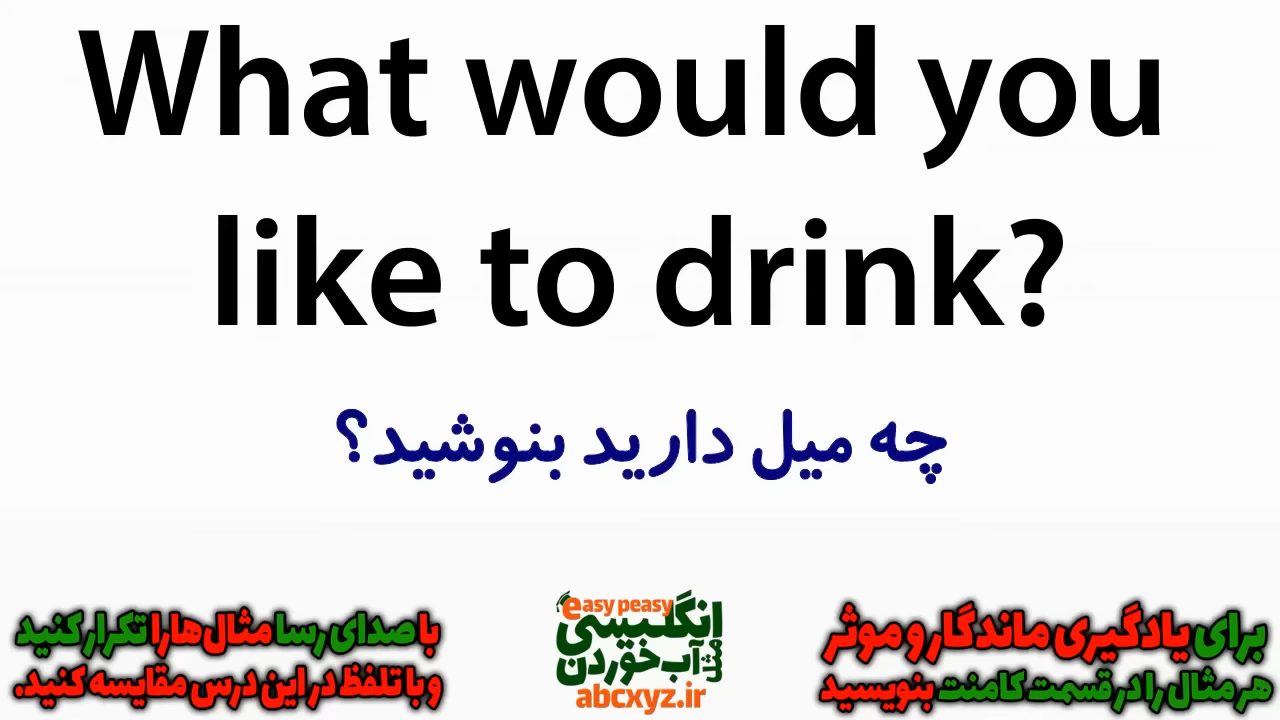 What would you
like to drink?
چه میل دارید بنوشید؟
برای یادگیری ماندگار و موثر
هر مثال را در قسمت کامنت بنویسید
easy peasy
انگلیسی
مثل آب خوردن
abcxyz.ir
با صدای رسا مثال‌ها را تکرار کنید
و با تلفظ در این درس مقایسه کنید.